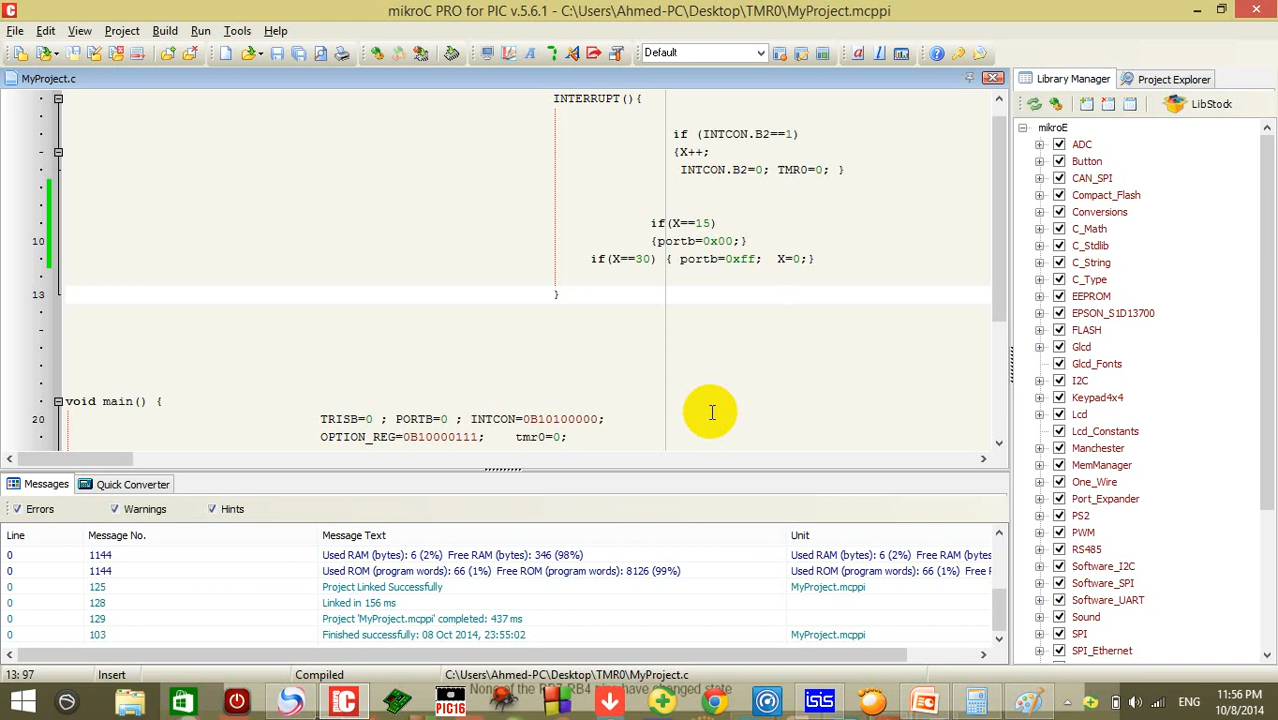 mikroC PRO for PIC v.5.6.1 - C:\Users\Ahmed-PC\Desktop\TMR0\MyProject.mcppi
File Edit View Project Build Run Tools Help
Default
LibStock
MyProject.c
Library Manager Project Explorer
INTERRUPT(){
if (INTCON.B2==1)
{X++;
INTCON.B2=0; TMR0=0; }
if(X==15)
10 {portb=0x00;}
if(X==30) { portb=0xff; X=0;}
13 }
void main() {
20 TRISB=0 ; PORTB=0 ; INTCON=0B10100000;
OPTION_REG=0B10000111; tmr0=0;
mikroE
ADC
Button
CAN_SPI
Compact_Flash
Conversions
C_Math
C_Stdlib
C_String
C_Type
EEPROM
EPSON_S1D13700
FLASH
Glcd
Glcd_Fonts
I2C
Keypad4x4
Lcd
Lcd_Constants
Manchester
MemManager
One_Wire
Port_Expander
PS2
PWM
RS485
Software_I2C
Software_SPI
Software_UART
Sound
SPI
SPI_Ethernet
Messages Quick Converter
Errors Warnings Hints
Line Message No. Message Text Unit
0 1144 Used RAM (bytes): 6 (2%) Free RAM (bytes): 346 (98%) Used RAM (bytes): 6 (2%) Free RAM (bytes
0 1144 Used ROM (program words): 66 (1%) Free ROM (program words): 8126 (99%) Used ROM (program words): 66 (1%) Free R
0 125 Project Linked Successfully MyProject.mcppi
0 128 Linked in 156 ms
0 129 Project 'MyProject.mcppi' completed: 437 ms
0 103 Finished successfully: 08 Oct 2014, 23:55:02 MyProject.mcppi
13: 97 Insert Compiled C:\Users\Ahmed-PC\Desktop\TMR0\MyProject.c
None of the RB7:RB4 pins have changed state
PIC16
ISIS
ENG
11:56 PM
10/8/2014